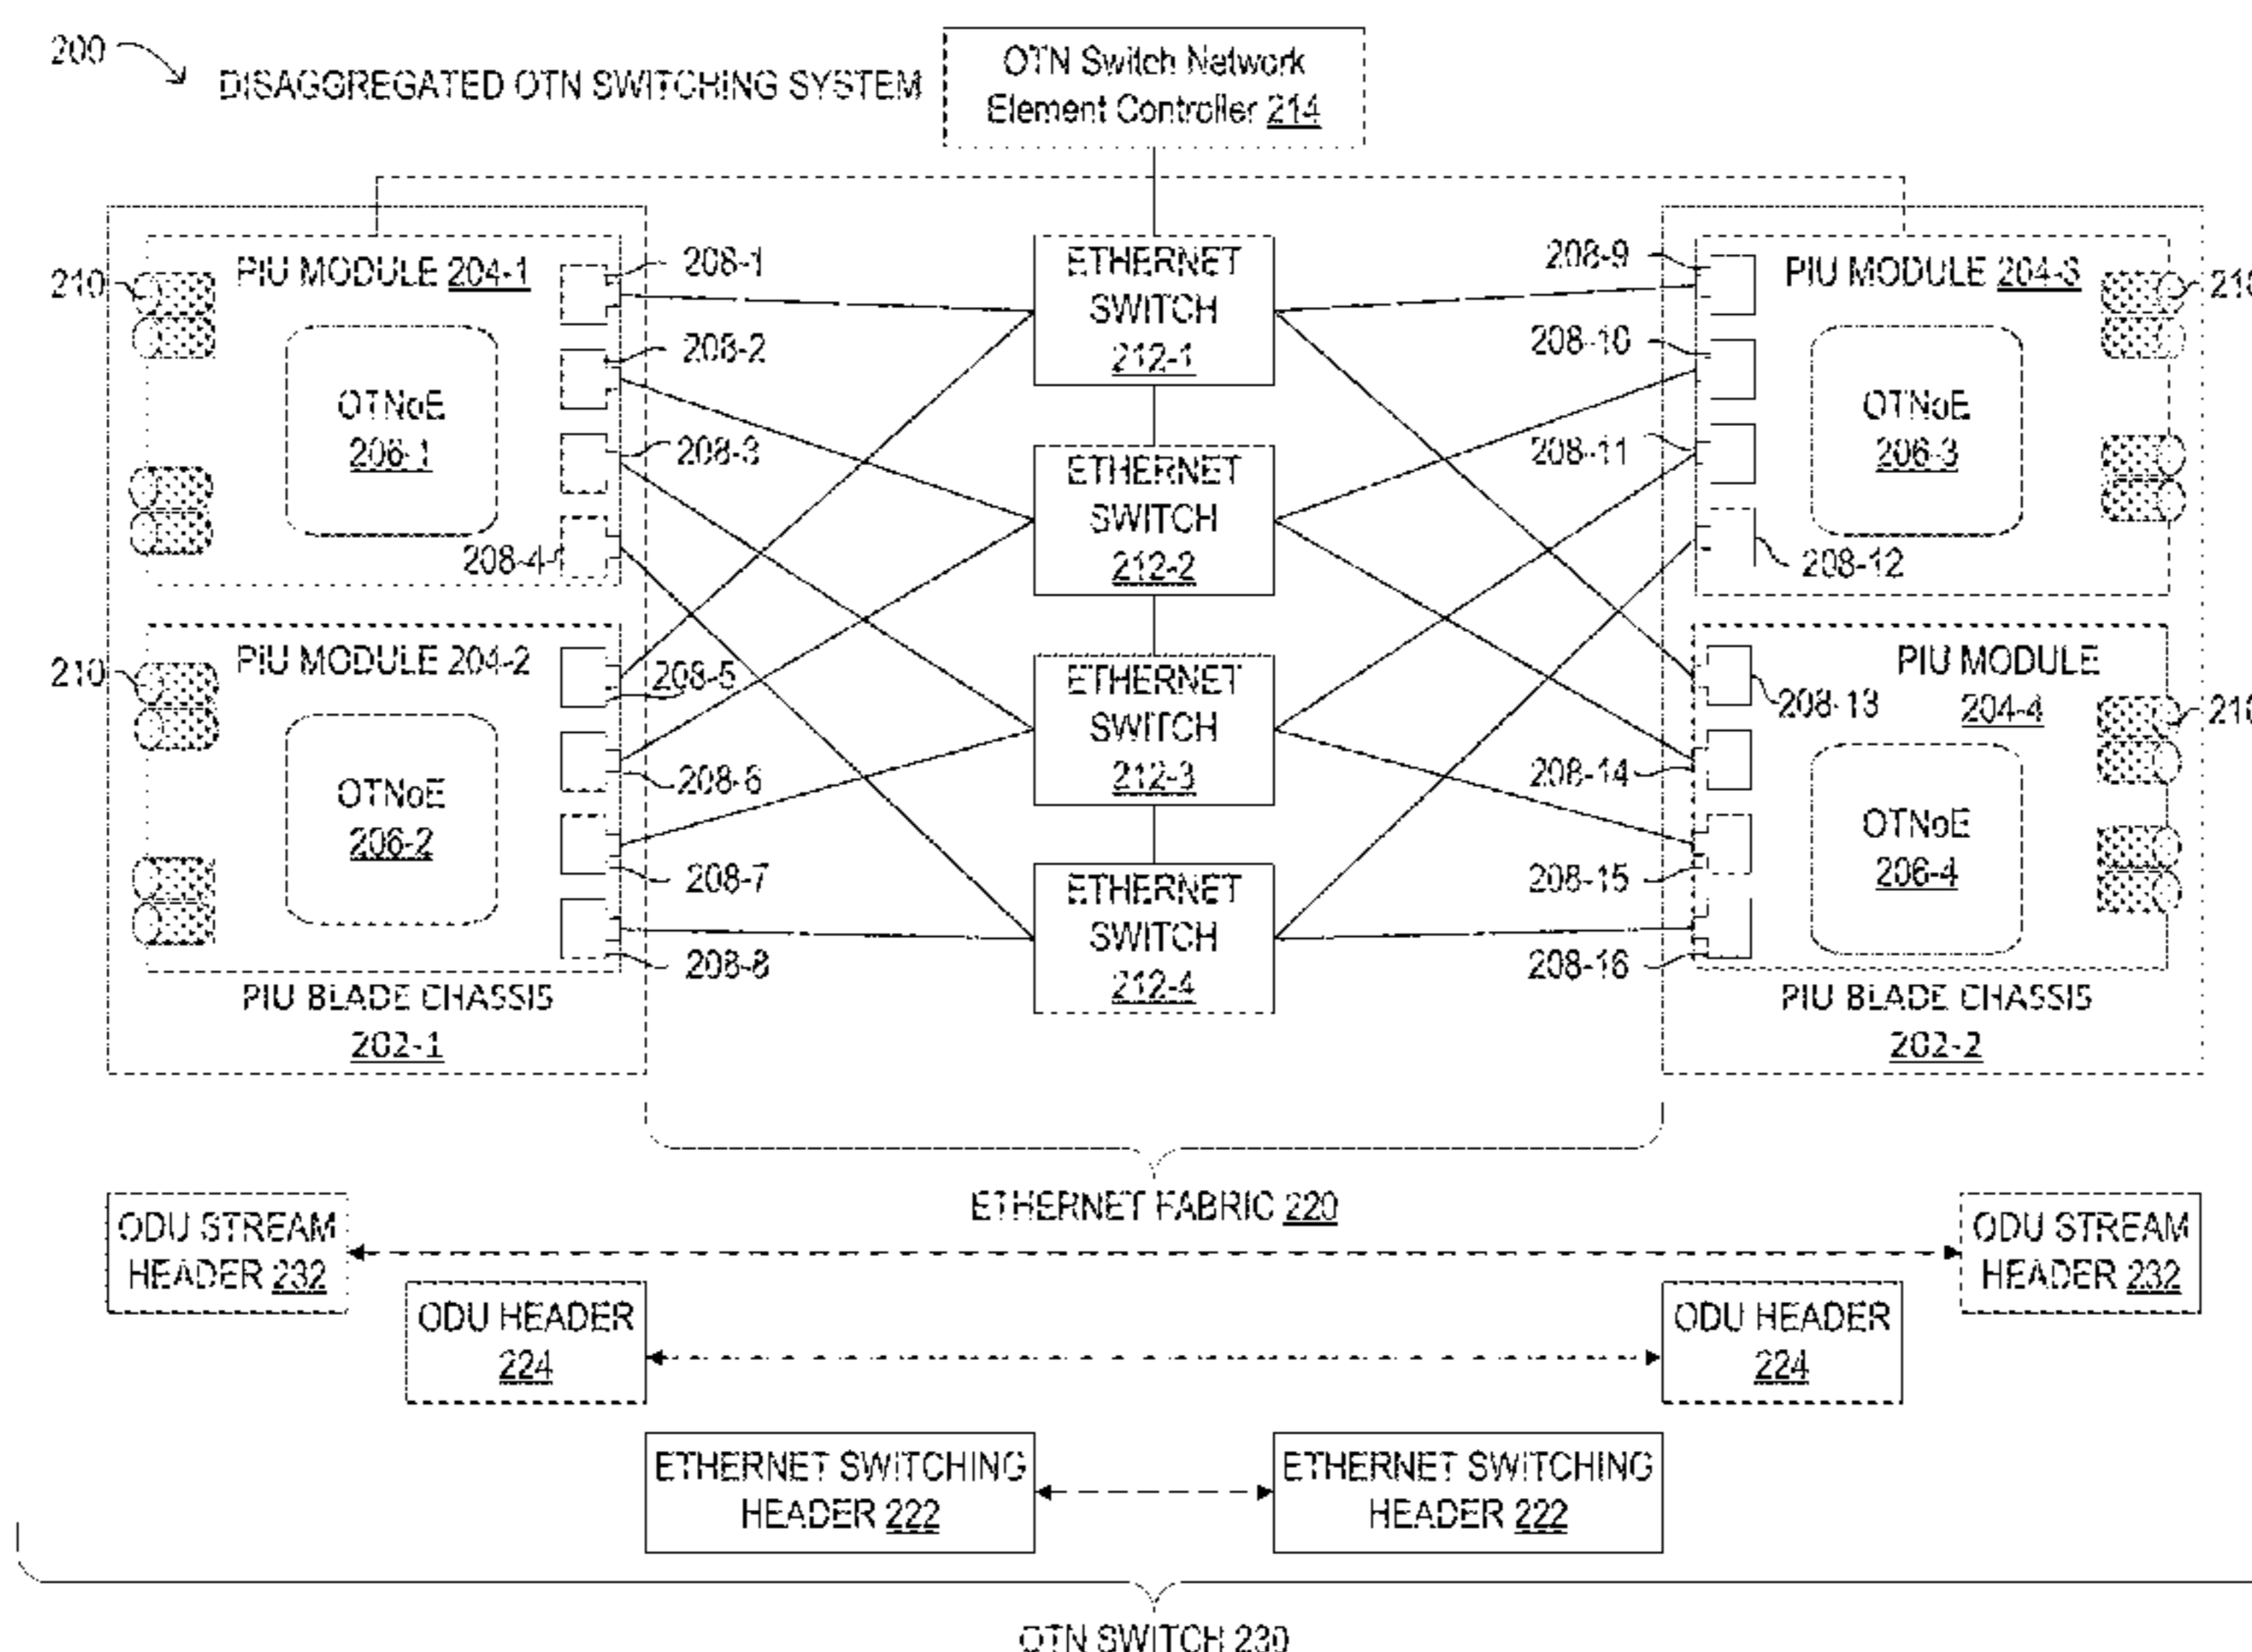 200
DISAGGREGATED OTN SWITCHING SYSTEM
OTN Switch Network
Element Controller 214
PIU MODULE 204-1
210
OTNoE
206-1
208-1
208-2
208-3
208-4
PIU MODULE 204-2
210
OTNoE
206-2
208-5
208-6
208-7
208-8
PIU BLADE CHASSIS
202-1
ETHERNET
SWITCH
212-1
ETHERNET
SWITCH
212-2
ETHERNET
SWITCH
212-3
ETHERNET
SWITCH
212-4
208-9
208-10
208-11
208-12
PIU MODULE 204-3
210
OTNoE
206-3
208-13
208-14
208-15
208-16
PIU MODULE
204-4
210
OTNoE
206-4
PIU BLADE CHASSIS
202-2
ETHERNET FABRIC 220
ODU STREAM
HEADER 232
ODU STREAM
HEADER 232
ODU HEADER
224
ODU HEADER
224
ETHERNET SWITCHING
HEADER 222
ETHERNET SWITCHING
HEADER 222
OTN SWITCH 230